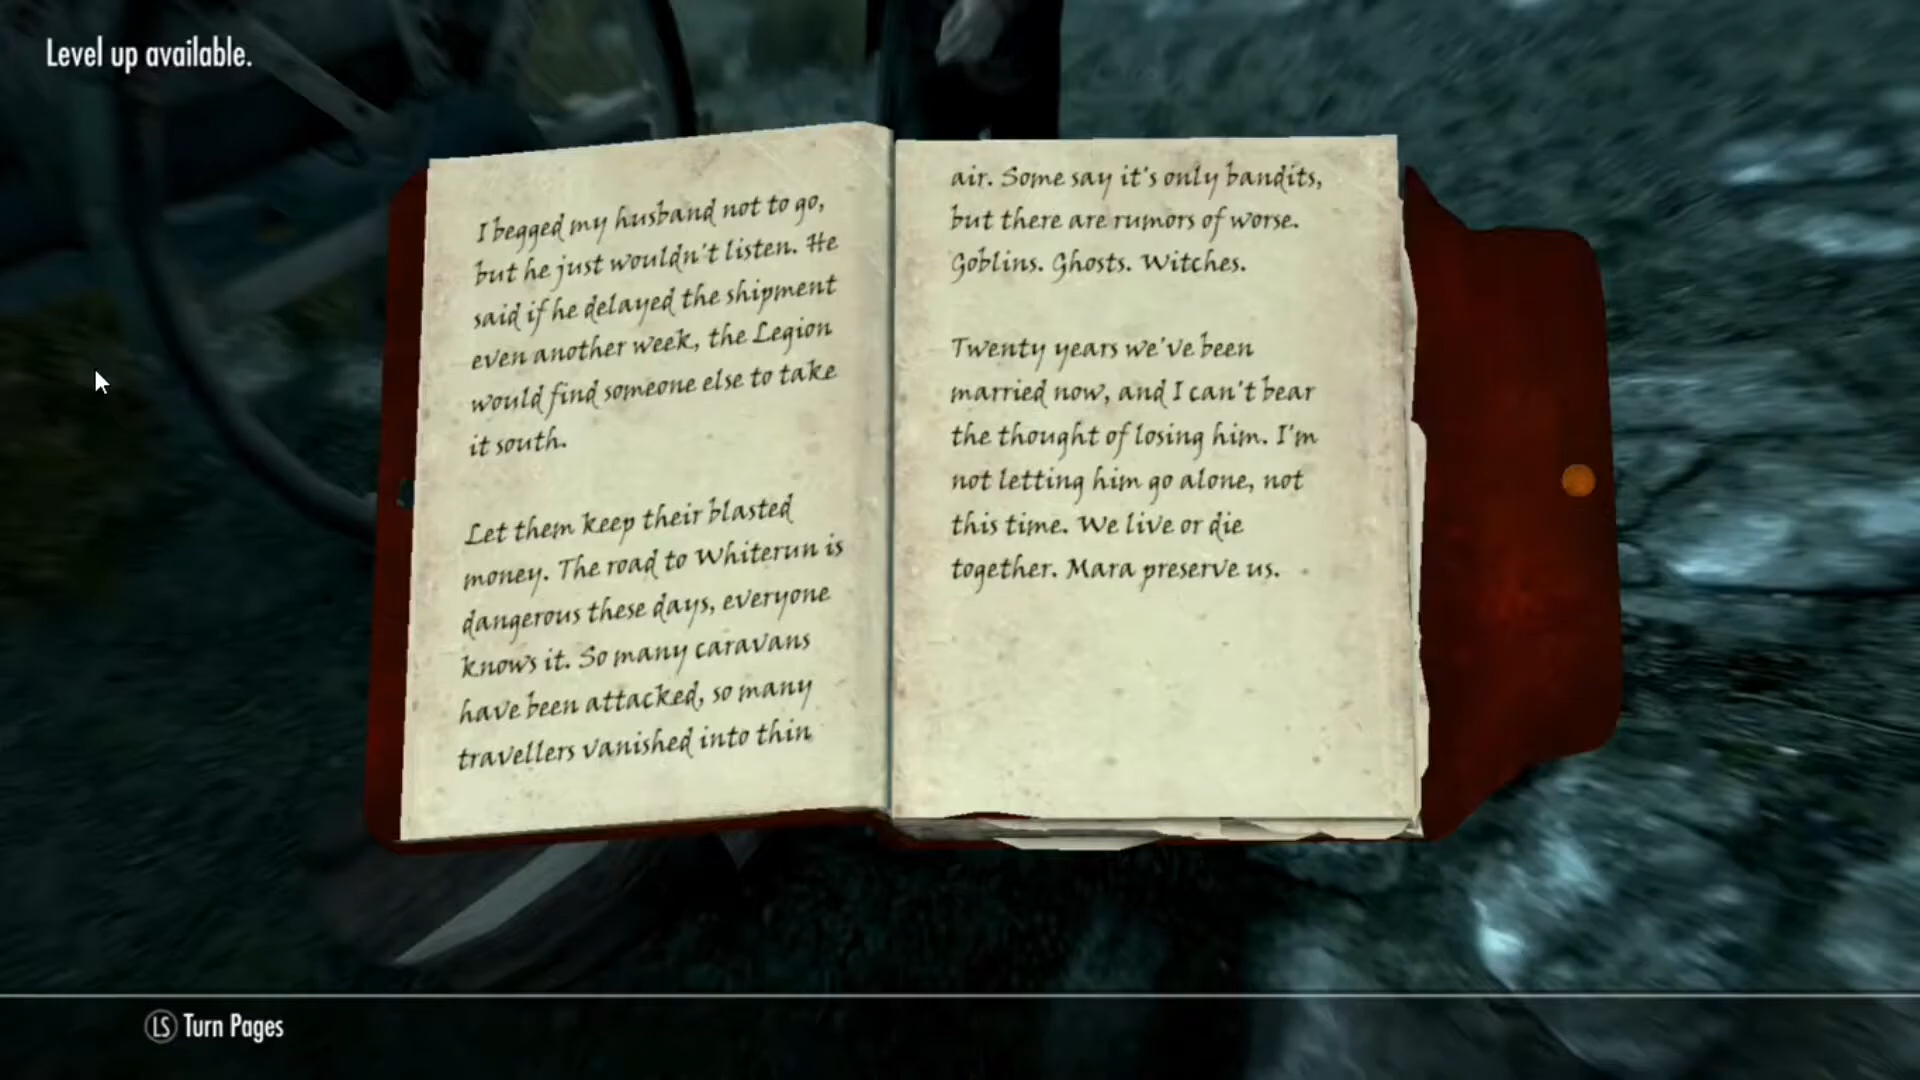 Level up available.
I begged my husband not to go,
but he just wouldn't listen. He
said if he delayed the shipment
even another week, the Legion
would find someone else to take
it south.
Let them keep their blasted
money. The road to Whiterun is
dangerous these days, everyone
knows it. So many caravans
have been attacked, so many
travellers vanished into thin
air. Some say it's only bandits,
but there are rumors of worse.
Goblins. Ghosts. Witches.
Twenty years we've been
married now, and I can't bear
the thought of losing him. I'm
not letting him go alone, not
this time. We live or die
together. Mara preserve us.
LS Turn Pages